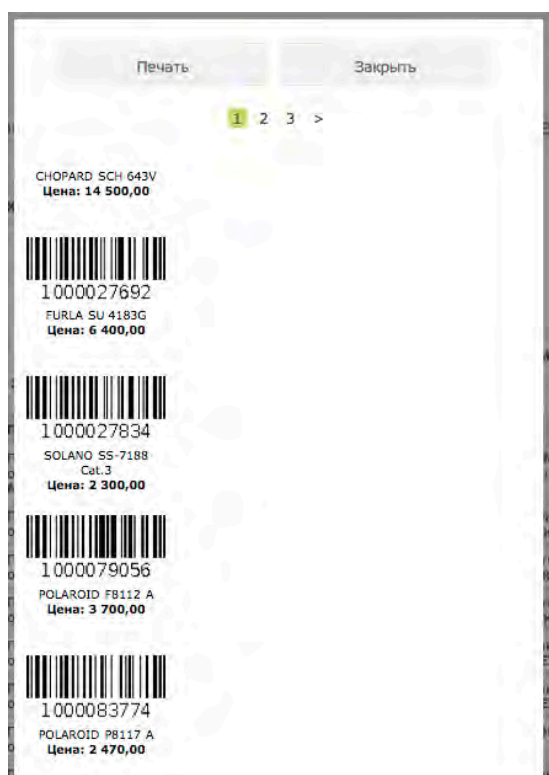 Печать Закрыть
1 2 3 >
CHOPARD SCH 643V
Цена: 14 500,00
1000027692
FURLA SU 4183G
Цена: 6 400,00
1000027834
SOLANO SS-7188
Cat.3
Цена: 2 300,00
1000079056
POLAROID F8112 A
Цена: 3 700,00
1000083774
POLAROID P8117 A
Цена: 2 470,00